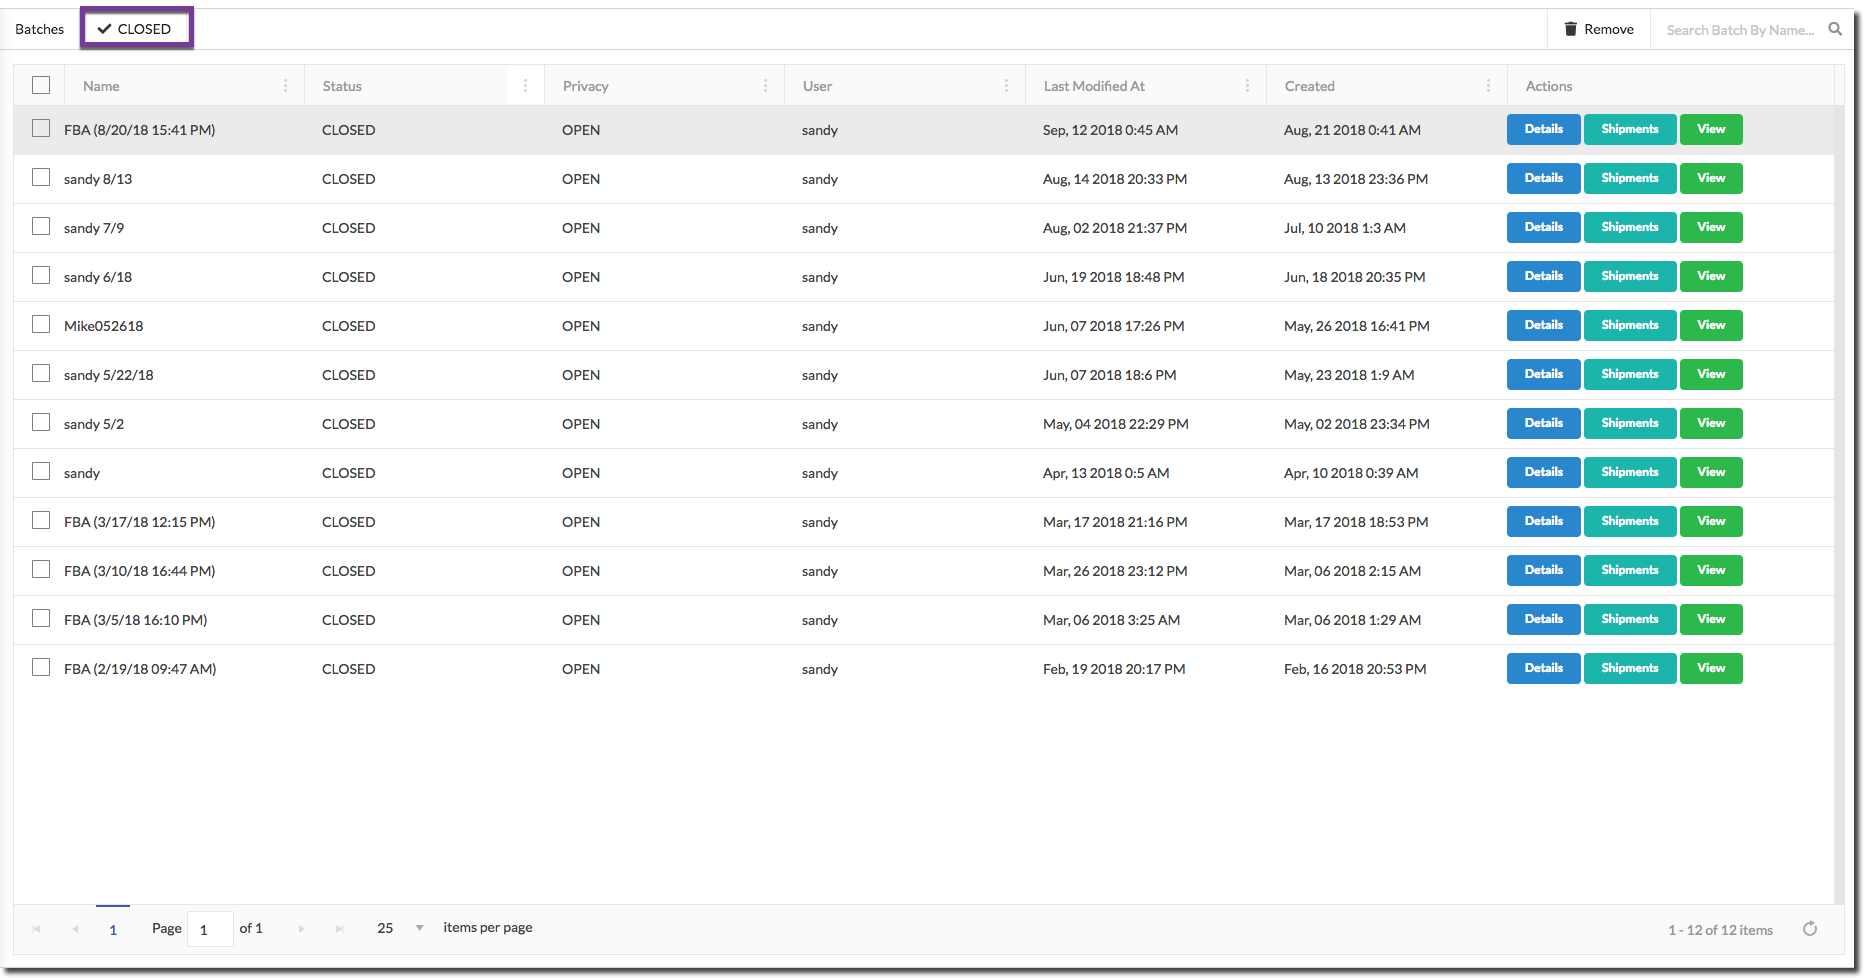 Batches CLOSED Remove Search Batch By Name...
Name Status Privacy User Last Modified At Created Actions
FBA (8/20/18 15:41 PM) CLOSED OPEN sandy Sep, 12 2018 0:45 AM Aug, 21 2018 0:41 AM Details Shipments View
sandy 8/13 CLOSED OPEN sandy Aug, 14 2018 20:33 PM Aug, 13 2018 23:36 PM Details Shipments View
sandy 7/9 CLOSED OPEN sandy Aug, 02 2018 21:37 PM Jul, 10 2018 1:3 AM Details Shipments View
sandy 6/18 CLOSED OPEN sandy Jun, 19 2018 18:48 PM Jun, 18 2018 20:35 PM Details Shipments View
Mike052618 CLOSED OPEN sandy Jun, 07 2018 17:26 PM May, 26 2018 16:41 PM Details Shipments View
sandy 5/22/18 CLOSED OPEN sandy Jun, 07 2018 18:6 PM May, 23 2018 1:9 AM Details Shipments View
sandy 5/2 CLOSED OPEN sandy May, 04 2018 22:29 PM May, 02 2018 23:34 PM Details Shipments View
sandy CLOSED OPEN sandy Apr, 13 2018 0:5 AM Apr, 10 2018 0:39 AM Details Shipments View
FBA (3/17/18 12:15 PM) CLOSED OPEN sandy Mar, 17 2018 21:16 PM Mar, 17 2018 18:53 PM Details Shipments View
FBA (3/10/18 16:44 PM) CLOSED OPEN sandy Mar, 26 2018 23:12 PM Mar, 06 2018 2:15 AM Details Shipments View
FBA (3/5/18 16:10 PM) CLOSED OPEN sandy Mar, 06 2018 3:25 AM Mar, 06 2018 1:29 AM Details Shipments View
FBA (2/19/18 09:47 AM) CLOSED OPEN sandy Feb, 19 2018 20:17 PM Feb, 16 2018 20:53 PM Details Shipments View
1 Page 1 of 1 25 items per page 1 - 12 of 12 items